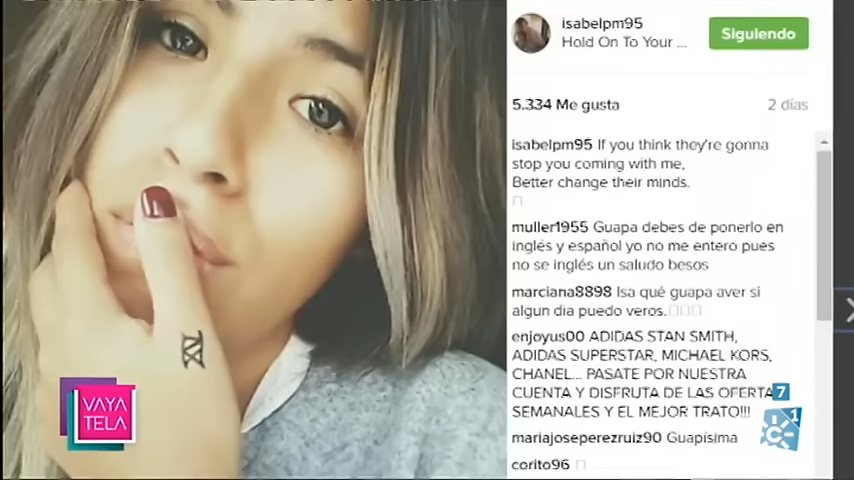 isabelpm95
Hold On To Your ...
Siguiendo
5.334 Me gusta
2 días
isabelpm95 If you think they're gonna
stop you coming with me,
Better change their minds.
muller1955 Guapa debes de ponerlo en
inglés y español yo no me entero pues
no se inglés un saludo besos
marciana8898 Isa qué guapa aver si
algun dia puedo veros.
enjoyus00 ADIDAS STAN SMITH,
ADIDAS SUPERSTAR, MICHAEL KORS,
CHANEL... PASATE POR NUESTRA
CUENTA Y DISFRUTA DE LAS OFERTA
SEMANALES Y EL MEJOR TRATO!!!
mariajoseperezruiz90 Guapísima
corito96
XI
VAYA
TELA
7
1